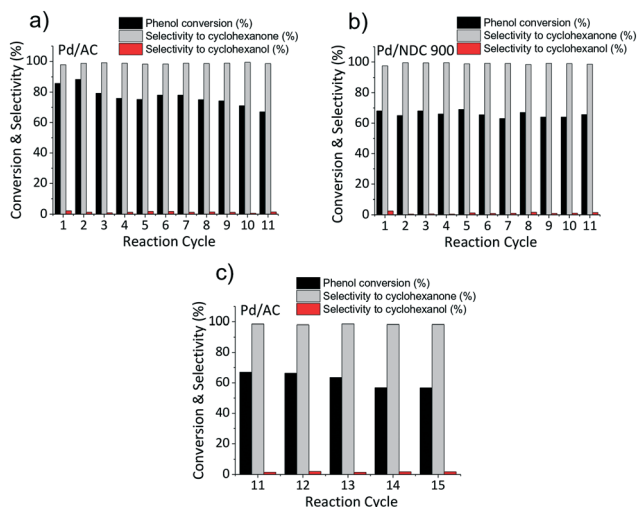 a)
Phenol conversion (%)
Selectivity to cyclohexanone (%)
Selectivity to cyclohexanol (%)
Pd/AC
Conversion & Selectivity (%)
100
80
60
40
20
0
1 2 3 4 5 6 7 8 9 10 11
Reaction Cycle
b)
Phenol conversion (%)
Selectivity to cyclohexanone (%)
Selectivity to cyclohexanol (%)
Pd/NDC 900
Conversion & Selectivity (%)
100
80
60
40
20
0
1 2 3 4 5 6 7 8 9 10 11
Reaction Cycle
c)
Phenol conversion (%)
Selectivity to cyclohexanone (%)
Selectivity to cyclohexanol (%)
Pd/AC
Conversion & Selectivity (%)
100
80
60
40
20
0
11 12 13 14 15
Reaction Cycle